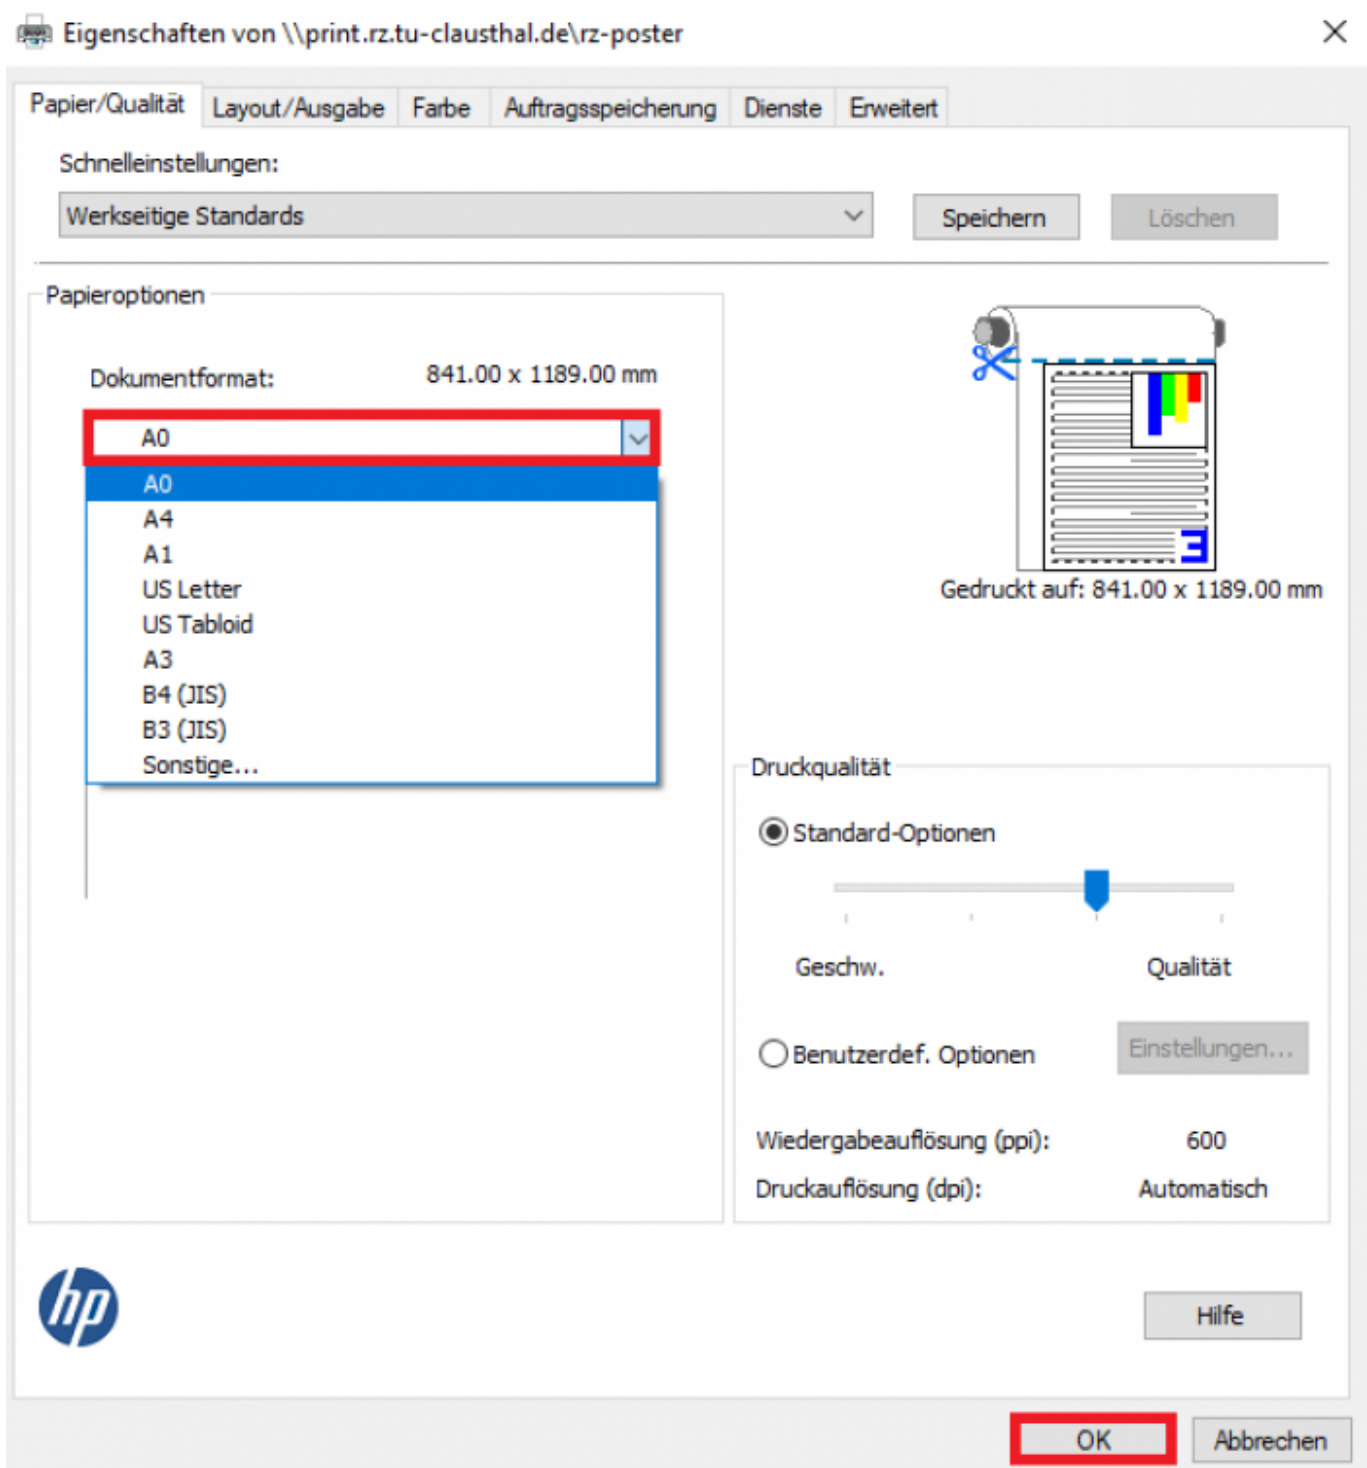 Eigenschaften von \\print.rz.tu-clausthal.de\rz-poster
Papier/Qualität Layout/Ausgabe Farbe Auftragsspeicherung Dienste Erweitert
Schnelleinstellungen:
Werkseitige Standards Speichern Löschen
Papieroptionen
Dokumentformat: 841.00 x 1189.00 mm
A0
A0
A4
A1
US Letter
US Tabloid
A3
B4 (JIS)
B3 (JIS)
Sonstige...
Gedruckt auf: 841.00 x 1189.00 mm
Druckqualität
Standard-Optionen
Geschw. Qualität
Benutzerdef. Optionen Einstellungen...
Wiedergabeauflösung (ppi): 600
Druckauflösung (dpi): Automatisch
hp
Hilfe
OK Abbrechen